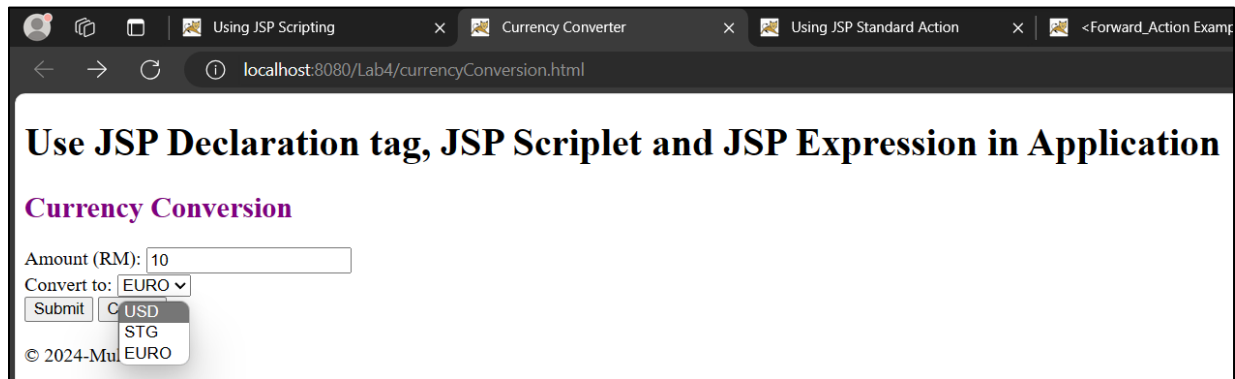 Using JSP Scripting
Currency Converter
Using JSP Standard Action
<Forward_Action Examp
localhost:8080/Lab4/currencyConversion.html
Use JSP Declaration tag, JSP Scriplet and JSP Expression in Application
Currency Conversion
Amount (RM): 10
Convert to: EURO
Submit C
USD
STG
EURO
© 2024-Mu